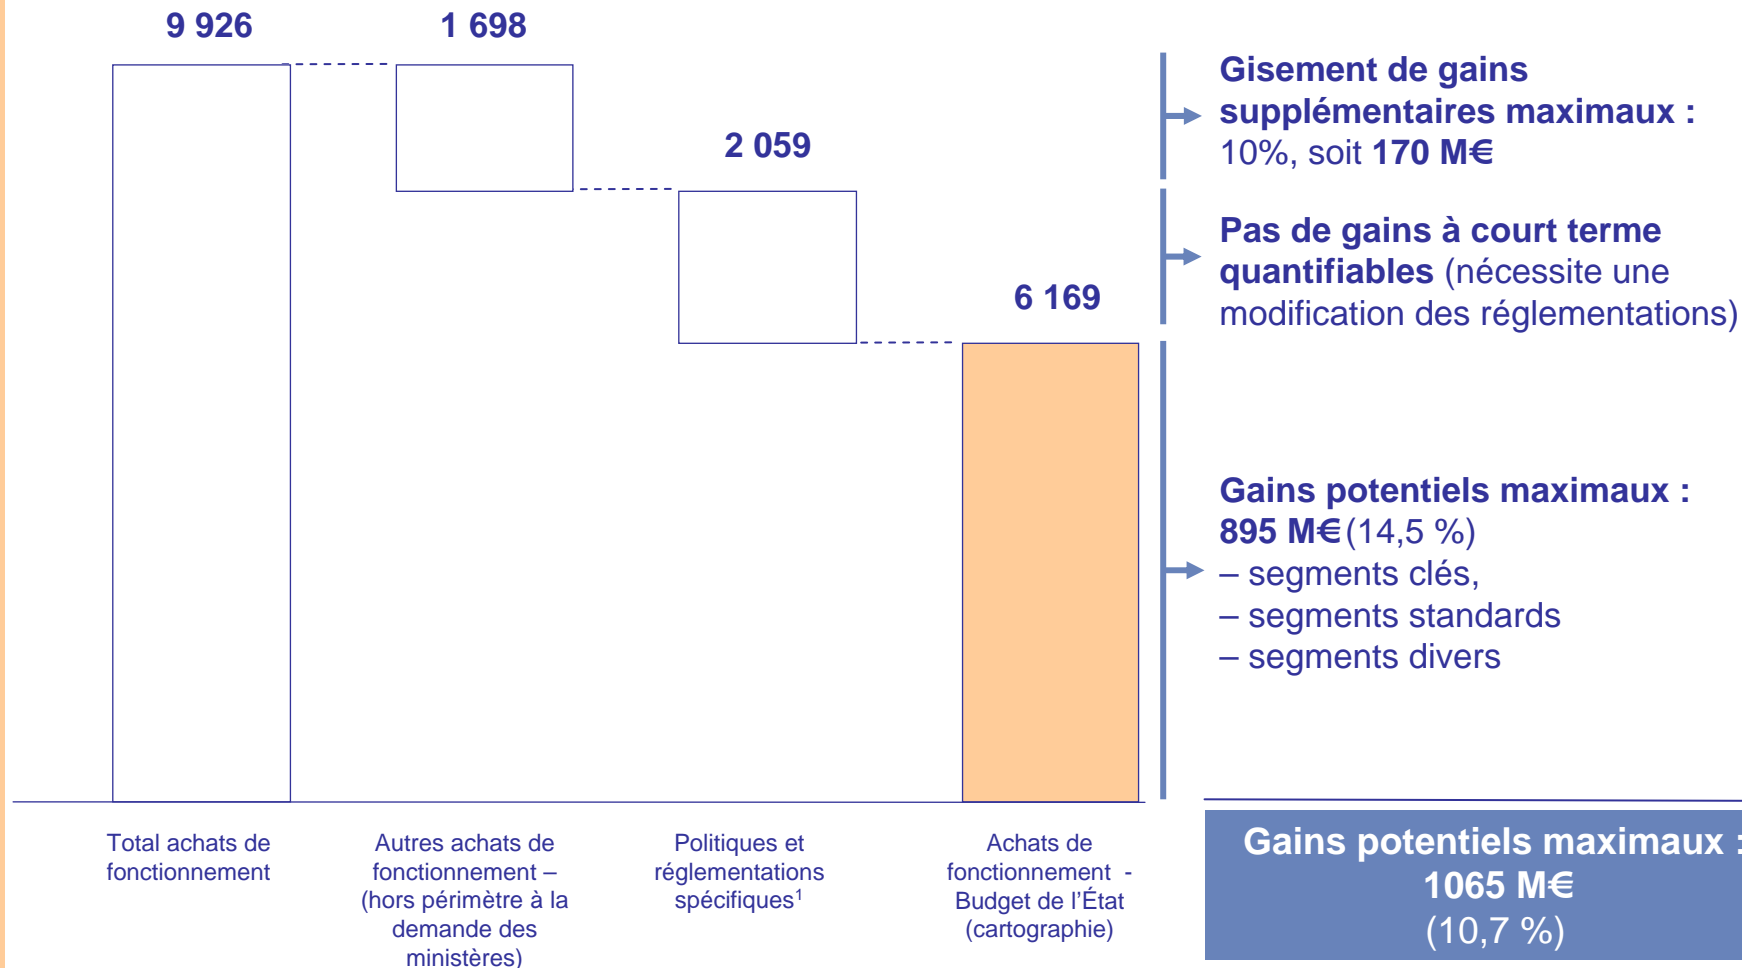 9 926
1 698
2 059
6 169
Gisement de gains
supplémentaires maximaux :
10%, soit 170 M€
Pas de gains à court terme
quantifiables (nécessite une
modification des réglementations)
Gains potentiels maximaux :
895 M€ (14,5 %)
– segments clés,
– segments standards
– segments divers
Total achats de
fonctionnement
Autres achats de
fonctionnement –
(hors périmètre à la
demande des
ministères)
Politiques et
réglementations
spécifiques¹
Achats de
fonctionnement -
Budget de l'État
(cartographie)
Gains potentiels maximaux :
1065 M€
(10,7 %)